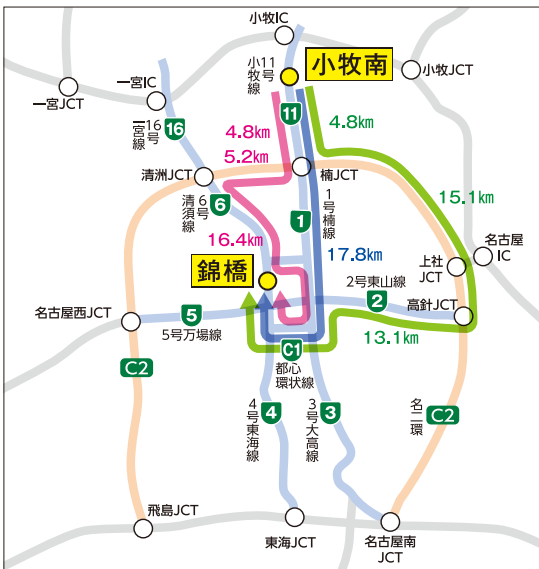 小牧IC
小牧南
小牧JCT
小牧線
11号
11
一宮IC
一宮JCT
一宮線
16号
16
4.8㎞
4.8㎞
5.2㎞
清洲JCT
楠JCT
15.1㎞
6
清須線
6号
1
1号楠線
16.4㎞
17.8㎞
名古屋
IC
上社
JCT
錦橋
2号東山線
2
高針JCT
名古屋西JCT
5
5号万場線
13.1㎞
C1
都心
環状線
C2
4号東海線
4
3号大高線
3
名二環
C2
飛島JCT
東海JCT
名古屋南
JCT